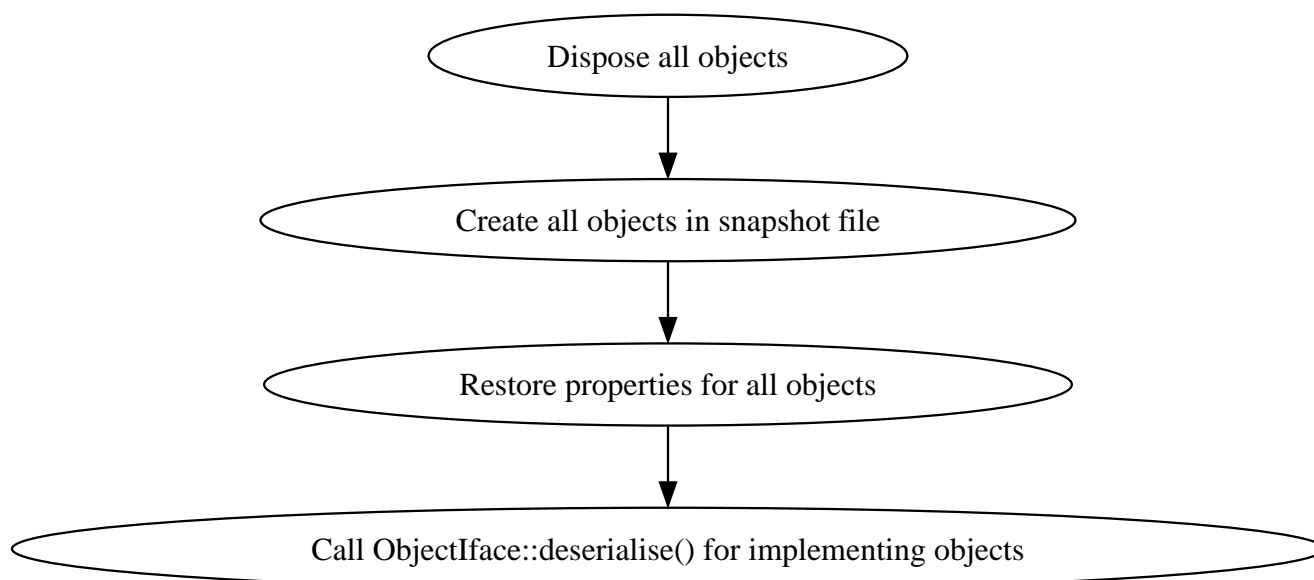 Dispose all objects
Create all objects in snapshot file
Restore properties for all objects
Call ObjectIface::deserialise() for implementing objects